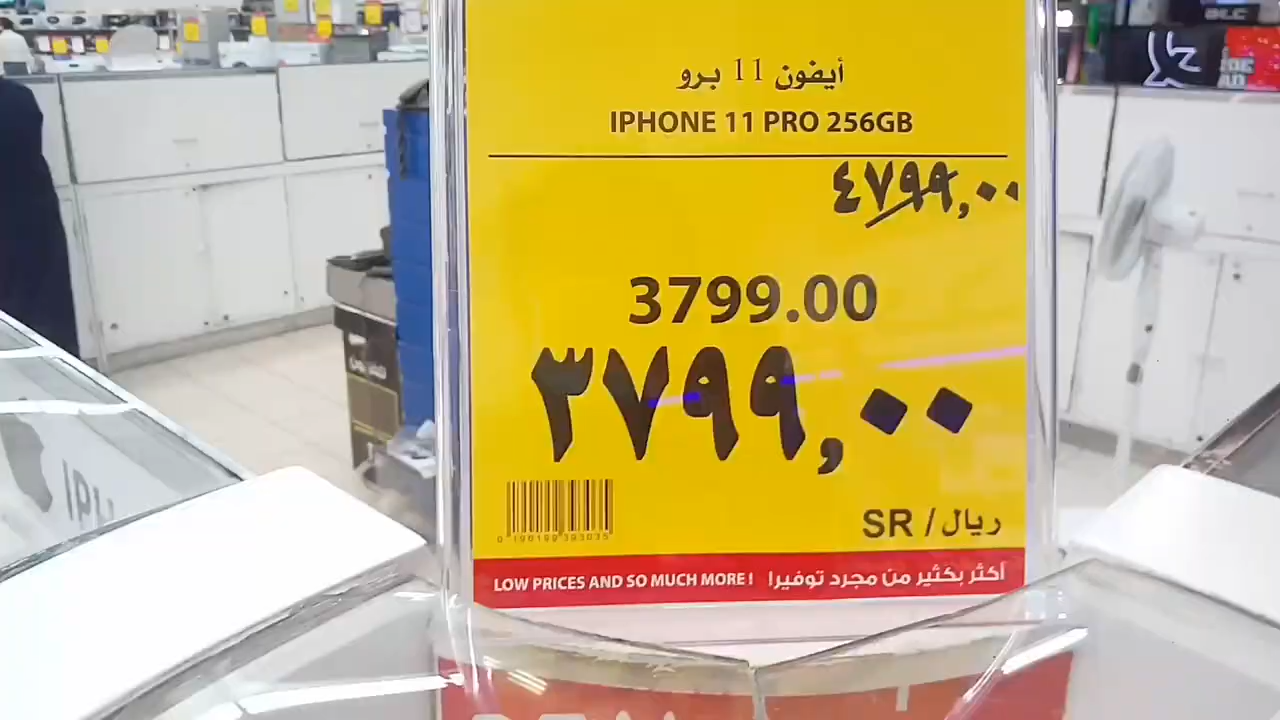 أيفون 11 برو
IPHONE 11 PRO 256GB
٤٧٩٩,٠٠
3799.00
٣٧٩٩,٠٠
SR / ريال
LOW PRICES AND SO MUCH MORE! أكثر بكثير من مجرد توفير!